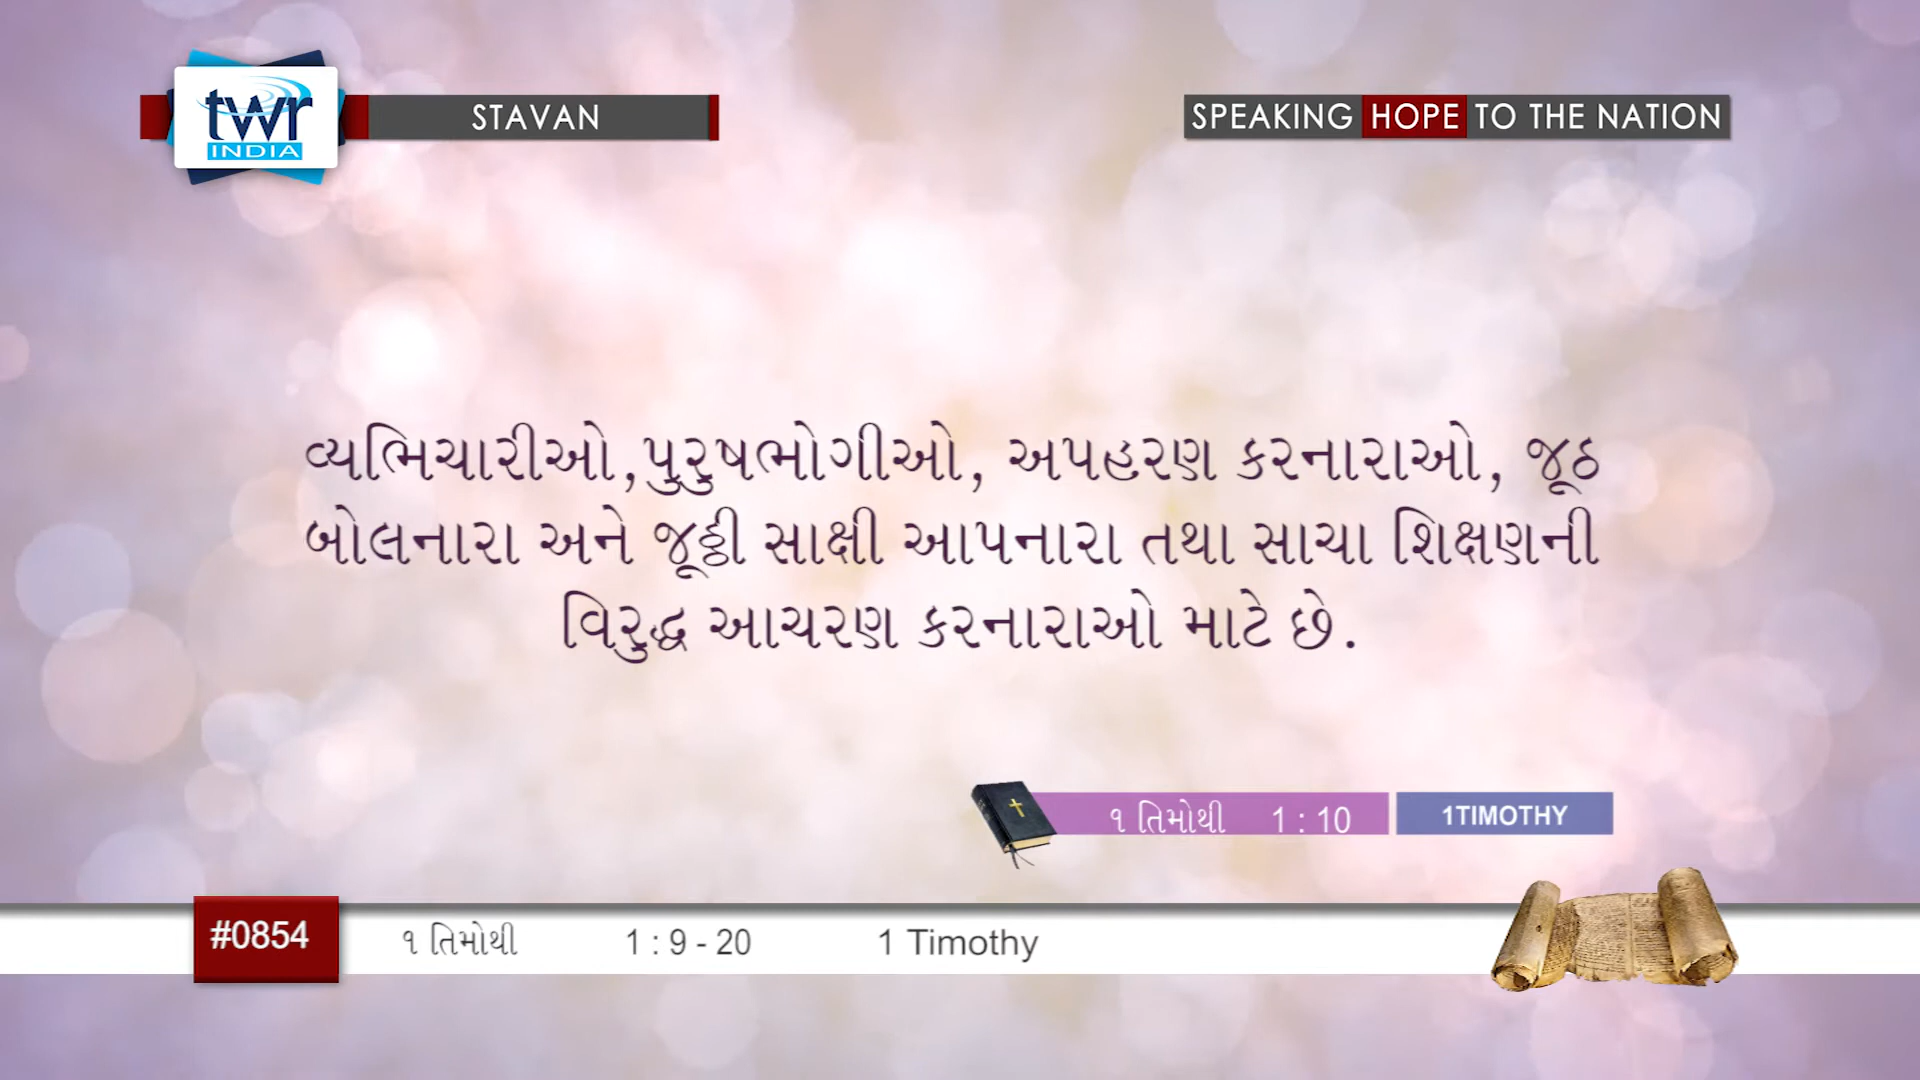 twr
INDIA
STAVAN
SPEAKING HOPE TO THE NATION
વ્યભિચારીઓ,પુરુષભોગીઓ, અપહરણ કરનારાઓ, જૂઠ
બોલનારા અને જૂઠ્ઠી સાક્ષી આપનારા તથા સાચા શિક્ષણની
વિરુદ્ધ આચરણ કરનારાઓ માટે છે.
૧ તિમોથી 1 : 10 1TIMOTHY
#0854 ૧ તિમોથી 1 : 9 - 20 1 Timothy